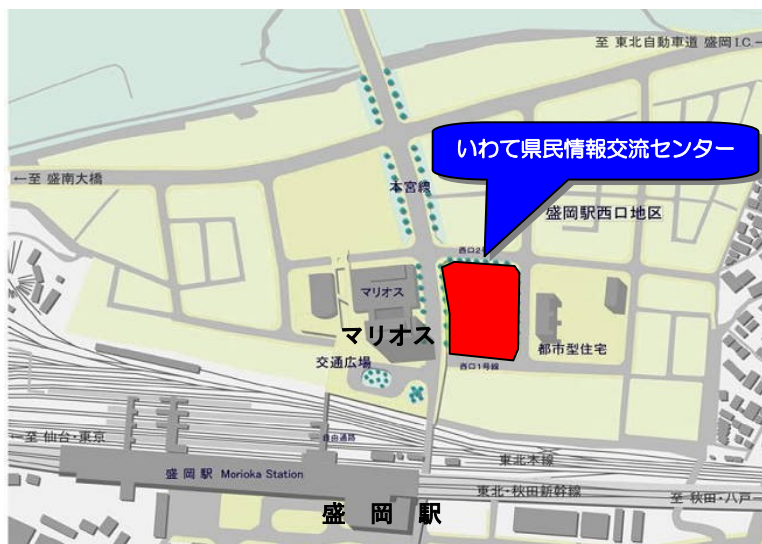 至 東北自動車道 盛岡I.C.→
いわて県民情報交流センター
←至 盛南大橋
本宮線
盛岡駅西口地区
西口2号
マリオス
マリオス
都市型住宅
交通広場
西口1号線
←至 仙台・東京
自由通路
東北本線
盛岡駅 Morioka Station
東北・秋田新幹線
至 秋田・八戸→
盛 岡 駅